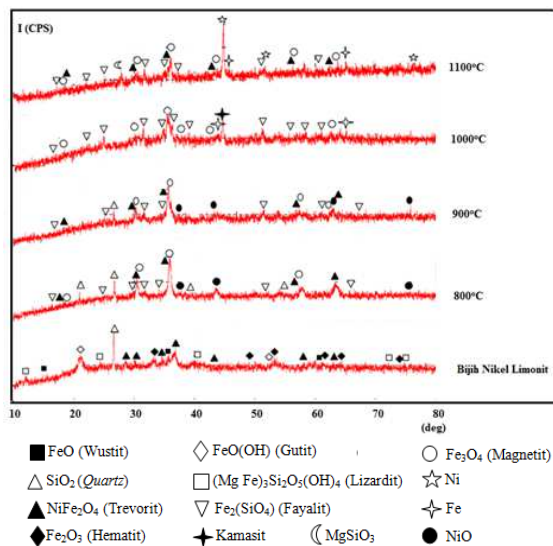 I (CPS)
1100°C
1000°C
900°C
800°C
Bijih Nikel Limonit
10 20 30 40 50 60 70 80
(deg)
FeO (Wustit) FeO(OH) (Gutit) Fe₃O₄ (Magnetit)
SiO₂ (Quartz) (Mg Fe)₃Si₂O₅(OH)₄ (Lizardit) Ni
NiFe₂O₄ (Trevorit) Fe₂(SiO₄) (Fayalit) Fe
Fe₂O₃ (Hematit) Kamasit MgSiO₃ NiO